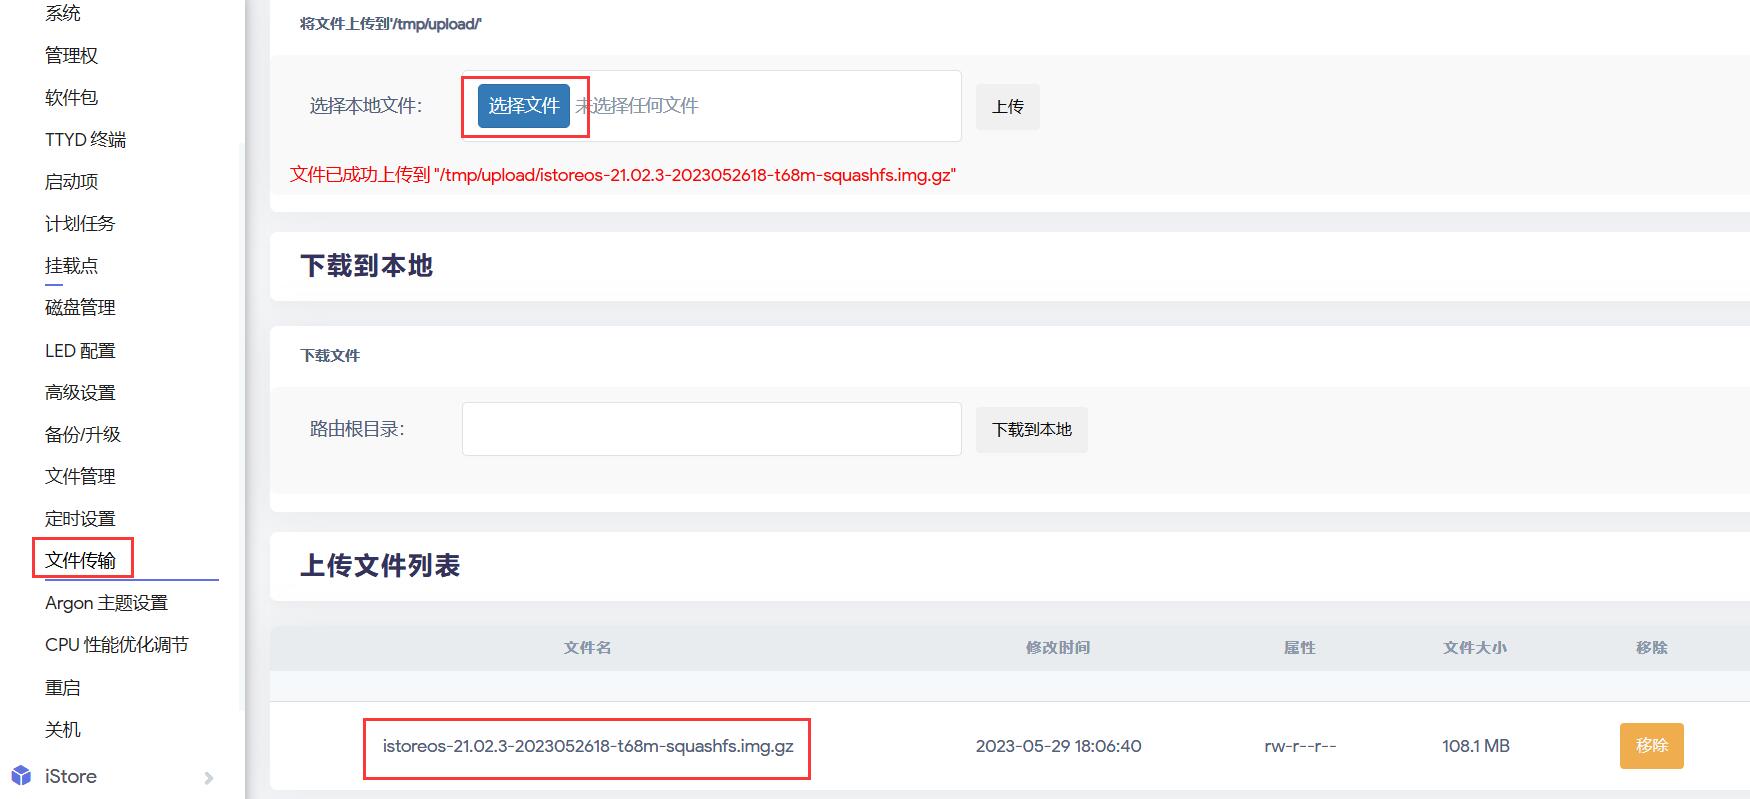 系统
管理权
软件包
TTYD 终端
启动项
计划任务
挂载点
磁盘管理
LED 配置
高级设置
备份/升级
文件管理
定时设置
文件传输
Argon 主题设置
CPU 性能优化调节
重启
关机
iStore
将文件上传到'/tmp/upload/'
选择本地文件： 选择文件 未选择任何文件 上传
文件已成功上传到 "/tmp/upload/istoreos-21.02.3-2023052618-t68m-squashfs.img.gz"
下载到本地
下载文件
路由根目录： 下载到本地
上传文件列表
文件名 修改时间 属性 文件大小 移除
istoreos-21.02.3-2023052618-t68m-squashfs.img.gz 2023-05-29 18:06:40 rw-r--r-- 108.1 MB 移除